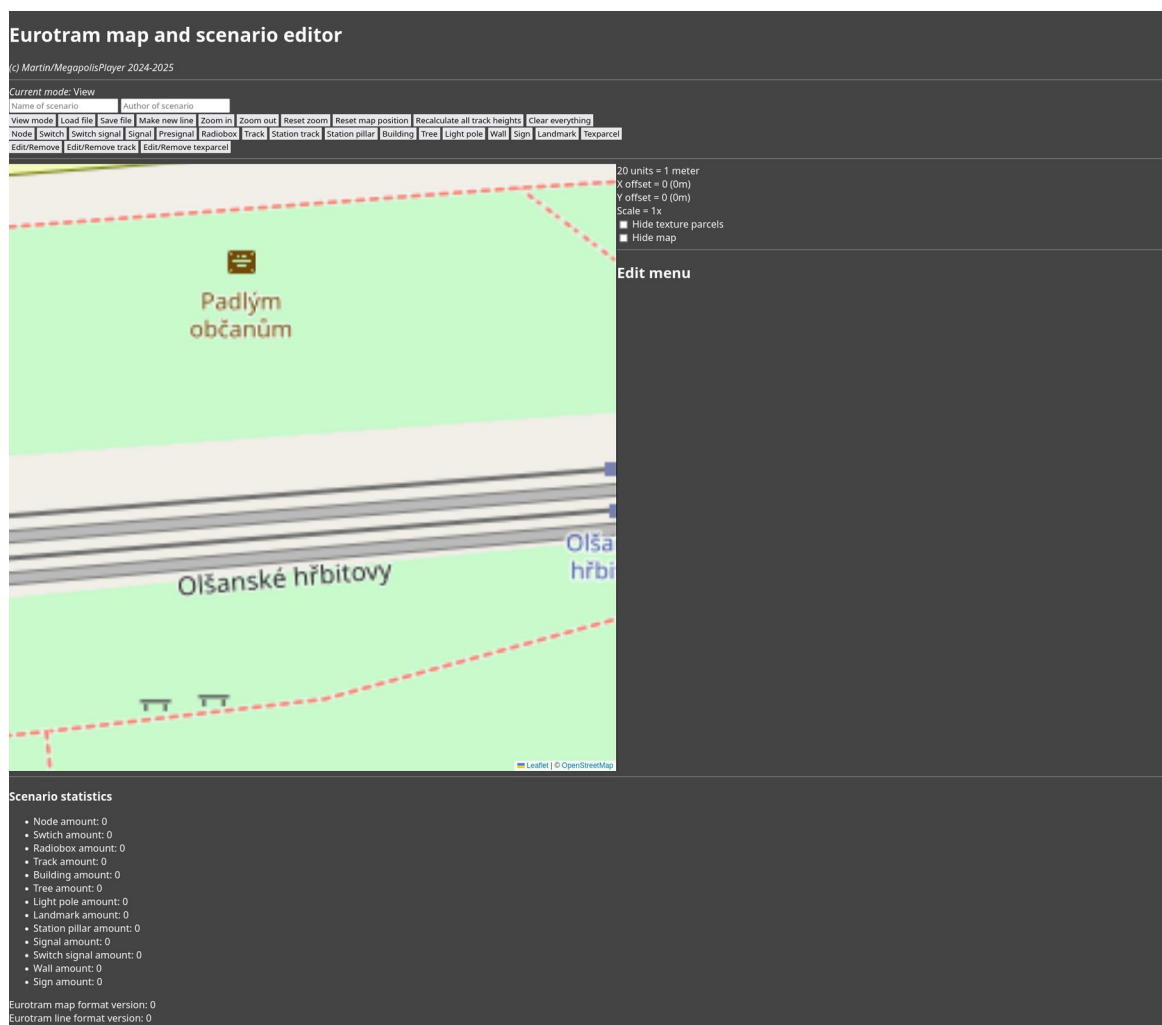 Eurotram map and scenario editor
(c) Martin/MegapolisPlayer 2024-2025
Current mode: View
Name of scenario Author of scenario
View mode Load file Save file Make new line Zoom in Zoom out Reset zoom Reset map position Recalculate all track heights Clear everything
Node Switch Switch signal Signal Presignal Radiobox Track Station track Station pillar Building Tree Light pole Wall Sign Landmark Texparcel
Edit/Remove Edit/Remove track Edit/Remove texparcel
Padlým
občanům
Olša
hřbi
Olšanské hřbitovy
Leaflet | © OpenStreetMap
20 units = 1 meter
X offset = 0 (0m)
Y offset = 0 (0m)
Scale = 1x
Hide texture parcels
Hide map
Edit menu
Scenario statistics
• Node amount: 0
• Swtich amount: 0
• Radiobox amount: 0
• Track amount: 0
• Building amount: 0
• Tree amount: 0
• Light pole amount: 0
• Landmark amount: 0
• Station pillar amount: 0
• Signal amount: 0
• Switch signal amount: 0
• Wall amount: 0
• Sign amount: 0
Eurotram map format version: 0
Eurotram line format version: 0